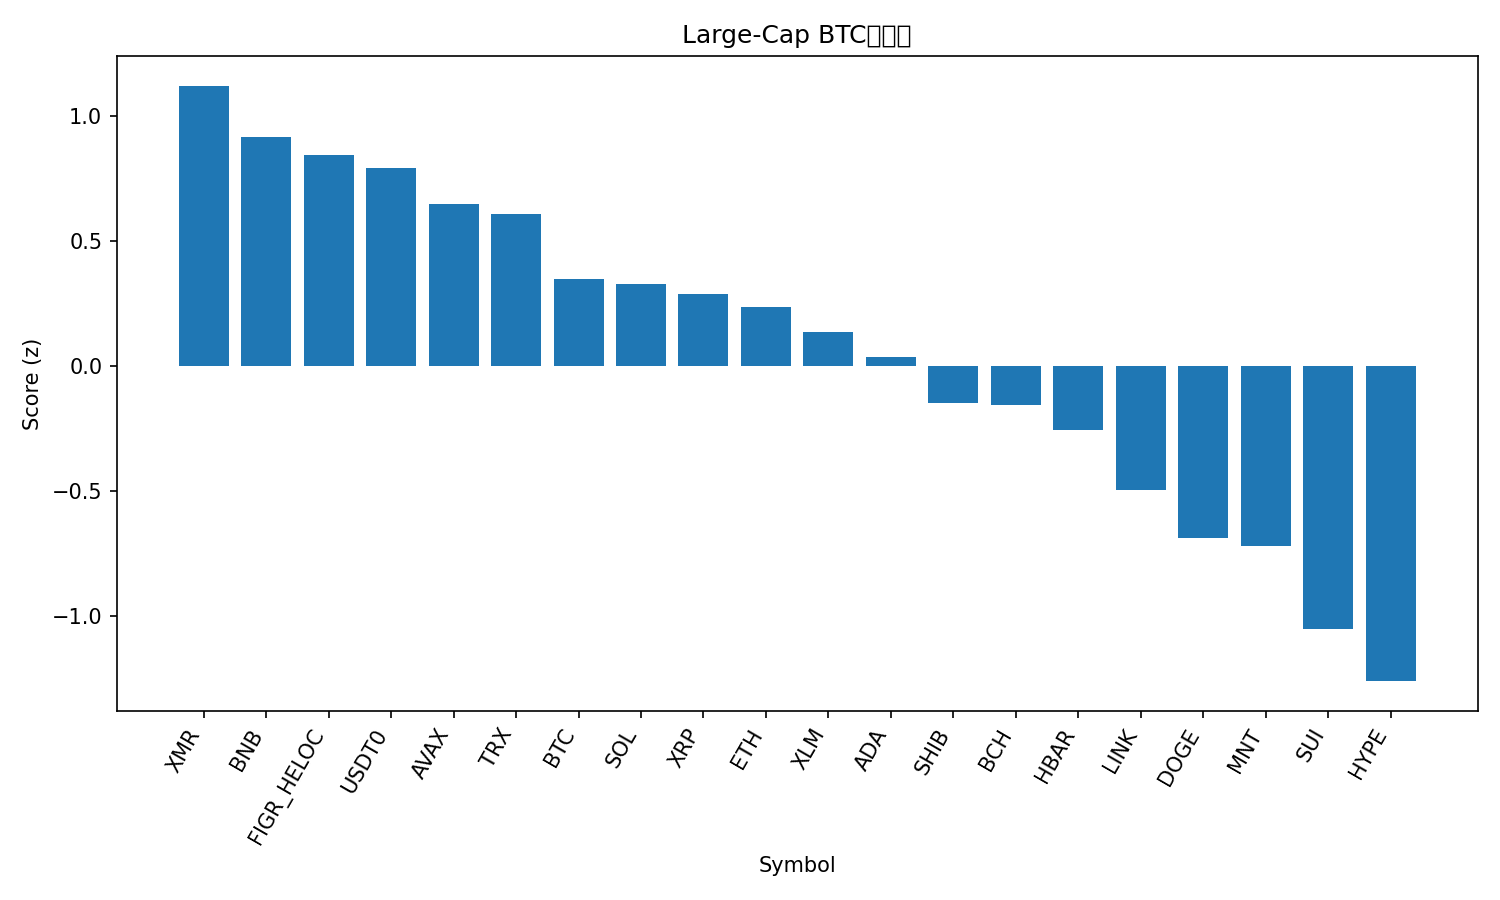 Large-Cap BTC
Score (z)
1.0
0.5
0.0
−0.5
−1.0
XMR
BNB
FIGR_HELOC
USDT0
AVAX
TRX
BTC
SOL
XRP
ETH
XLM
ADA
SHIB
BCH
HBAR
LINK
DOGE
MNT
SUI
HYPE
Symbol